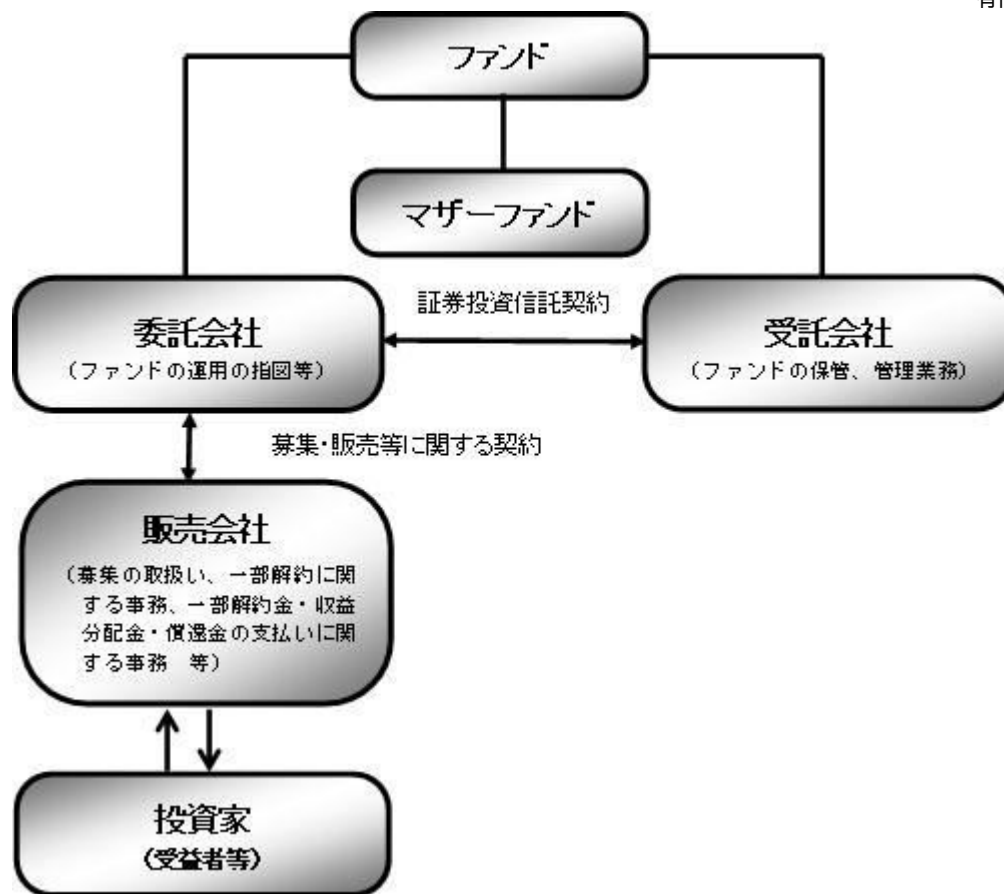 ファンド
マザーファンド
証券投資信託契約
委託会社
（ファンドの運用の指図等）
受託会社
（ファンドの保管、管理業務）
募集・販売等に関する契約
販売会社
（募集の取扱い、一部解約に関
する事務、一部解約金・収益
分配金・償還金の支払いに関
する事務　等）
投資家
（受益者等）